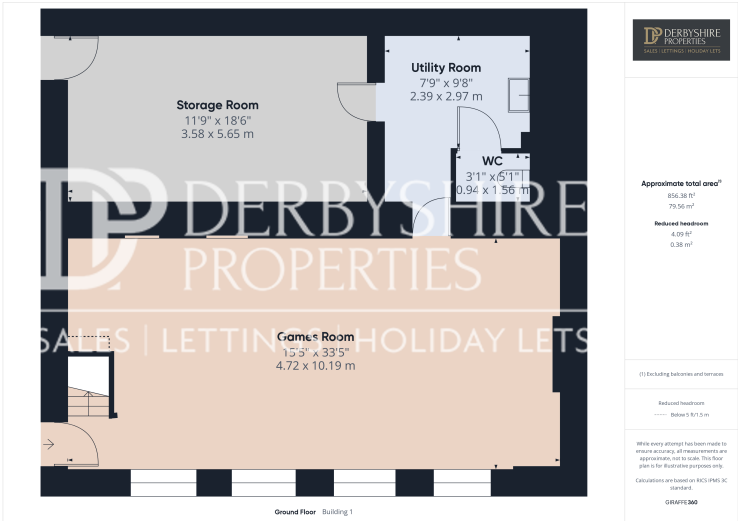 Storage Room
11'9" x 18'6"
3.58 x 5.65 m
Utility Room
7'9" x 9'8"
2.39 x 2.97 m
WC
3'1" x 5'1"
0.94 x 1.56 m
DERBYSHIRE
PROPERTIES
SALES | LETTINGS | HOLIDAY LETS
Games Room
15'5" x 33'5"
4.72 x 10.19 m
Ground Floor Building 1
DP DERBYSHIRE
PROPERTIES
SALES | LETTINGS | HOLIDAY LETS
Approximate total area(1)
856.38 ft²
79.56 m²
Reduced headroom
4.09 ft²
0.38 m²
(1) Excluding balconies and terraces
Reduced headroom
Below 5 ft/1.5 m
While every attempt has been made to
ensure accuracy, all measurements are
approximate, not to scale. This floor
plan is for illustrative purposes only.
Calculations are based on RICS IPMS 3C
standard.
GIRAFFE360